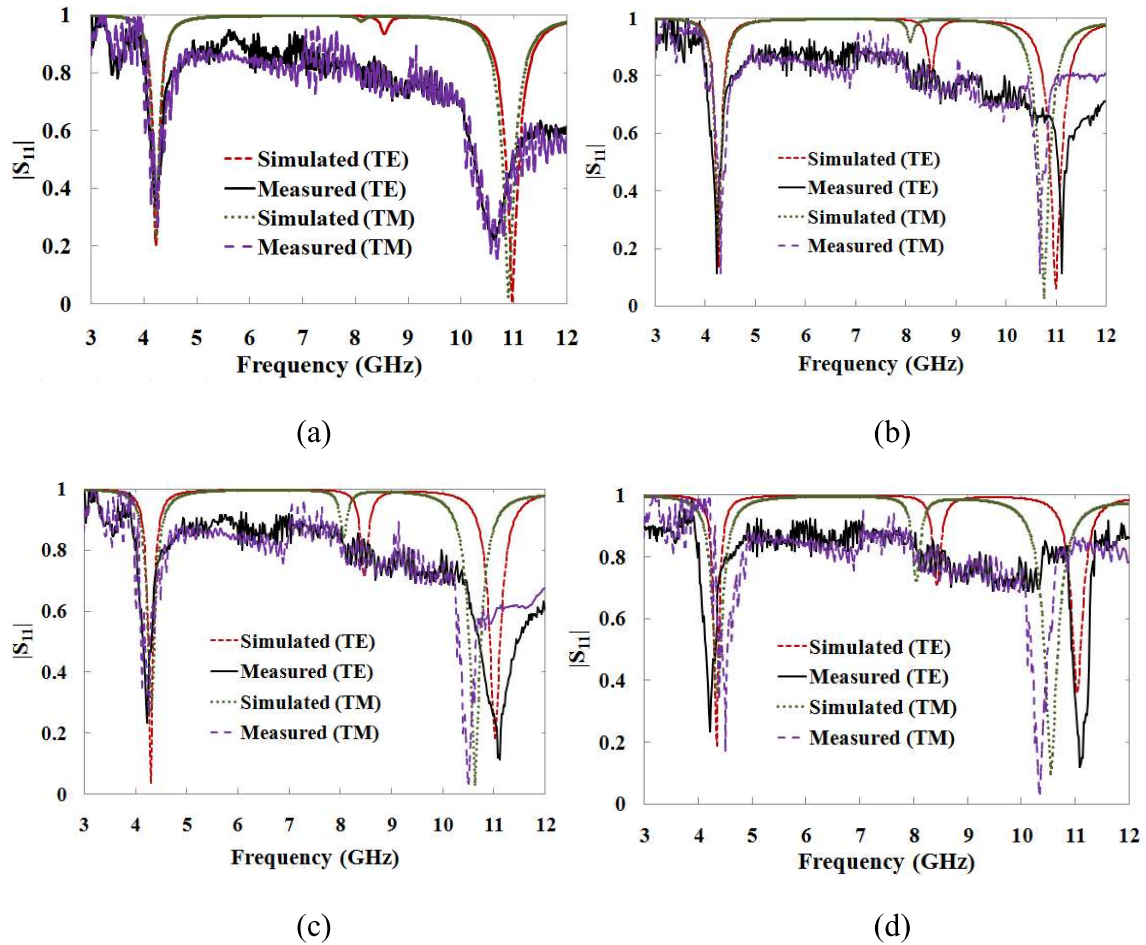 1
0.8
0.6
0.4
0.2
0
|S11|
Simulated (TE)
Measured (TE)
Simulated (TM)
Measured (TM)
3 4 5 6 7 8 9 10 11 12
Frequency (GHz)
(a)
1
0.8
0.6
0.4
0.2
0
|S11|
Simulated (TE)
Measured (TE)
Simulated (TM)
Measured (TM)
3 4 5 6 7 8 9 10 11 12
Frequency (GHz)
(b)
1
0.8
0.6
0.4
0.2
0
|S11|
Simulated (TE)
Measured (TE)
Simulated (TM)
Measured (TM)
3 4 5 6 7 8 9 10 11 12
Frequency (GHz)
(c)
1
0.8
0.6
0.4
0.2
0
|S11|
Simulated (TE)
Measured (TE)
Simulated (TM)
Measured (TM)
3 4 5 6 7 8 9 10 11 12
Frequency (GHz)
(d)